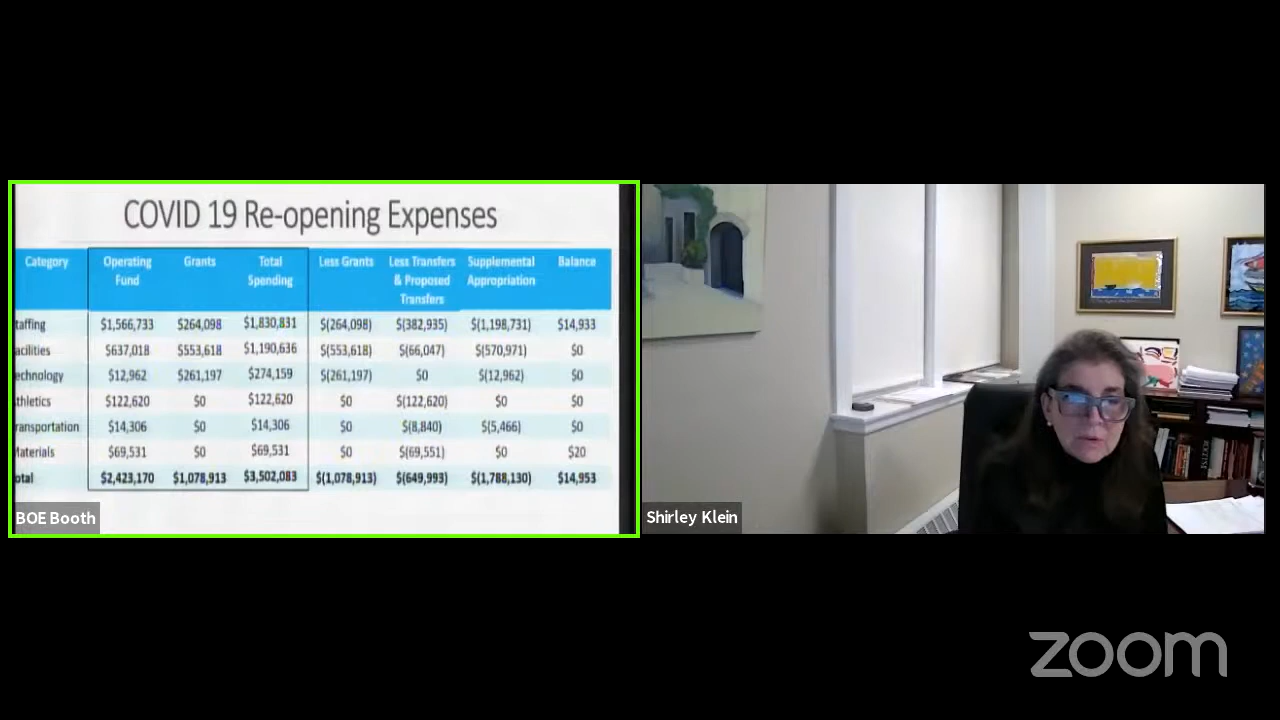 COVID 19 Re-opening Expenses
Category Operating Fund Grants Total Spending Less Grants Less Transfers & Proposed Transfers Supplemental Appropriation Balance
taffing $1,566,733 $264,098 $1,830,831 $(264,098) $(382,935) $(1,198,731) $14,933
acilities $637,018 $553,618 $1,190,636 $(553,618) $(66,047) $(570,971) $0
echnology $12,962 $261,197 $274,159 $(261,197) $0 $(12,962) $0
thletics $122,620 $0 $122,620 $0 $(122,620) $0 $0
ransportation $14,306 $0 $14,306 $0 $(8,840) $(5,466) $0
Materials $69,531 $0 $69,531 $0 $(69,551) $0 $20
otal $2,423,170 $1,078,913 $3,502,083 $(1,078,913) $(649,993) $(1,788,130) $14,953
BOE Booth
Shirley Klein
zoom